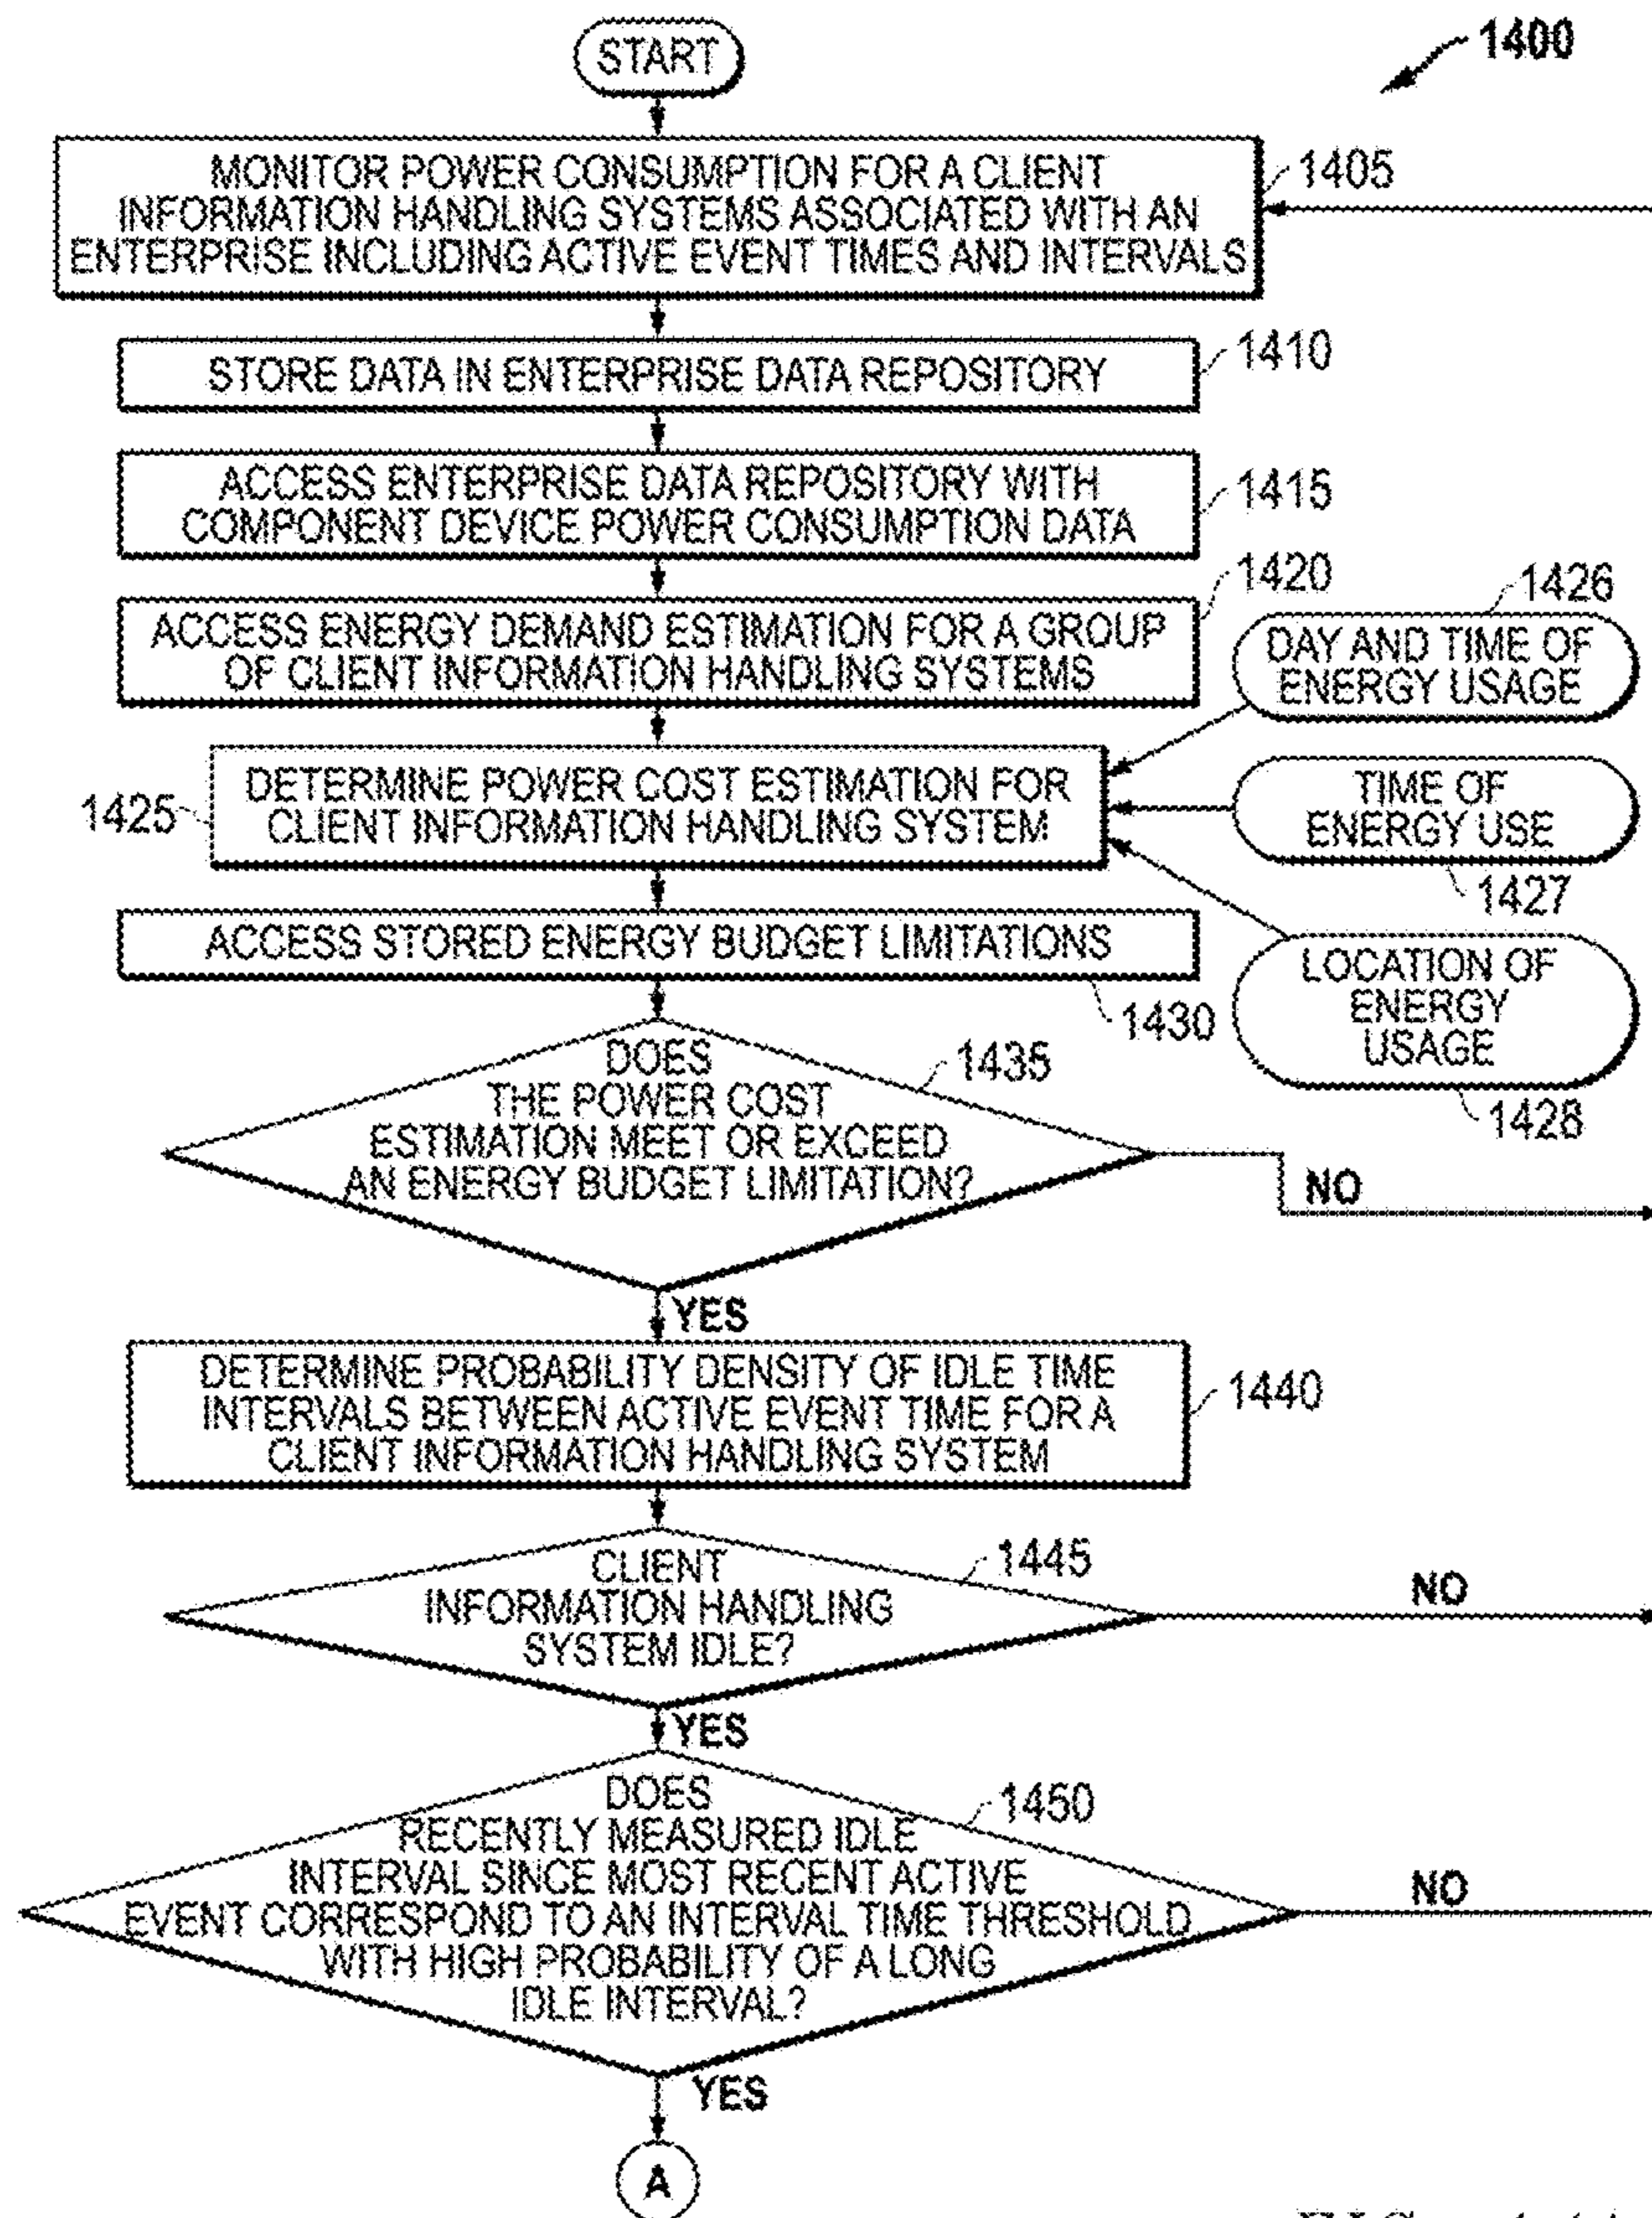 START
1400
MONITOR POWER CONSUMPTION FOR A CLIENT
INFORMATION HANDLING SYSTEMS ASSOCIATED WITH AN
ENTERPRISE INCLUDING ACTIVE EVENT TIMES AND INTERVALS
1405
STORE DATA IN ENTERPRISE DATA REPOSITORY
1410
ACCESS ENTERPRISE DATA REPOSITORY WITH
COMPONENT DEVICE POWER CONSUMPTION DATA
1415
ACCESS ENERGY DEMAND ESTIMATION FOR A GROUP
OF CLIENT INFORMATION HANDLING SYSTEMS
1420
1426
DAY AND TIME OF
ENERGY USAGE
1425
DETERMINE POWER COST ESTIMATION FOR
CLIENT INFORMATION HANDLING SYSTEM
TIME OF
ENERGY USE
1427
ACCESS STORED ENERGY BUDGET LIMITATIONS
1430
LOCATION OF
ENERGY
USAGE
1428
DOES
THE POWER COST
ESTIMATION MEET OR EXCEED
AN ENERGY BUDGET LIMITATION?
1435
NO
YES
DETERMINE PROBABILITY DENSITY OF IDLE TIME
INTERVALS BETWEEN ACTIVE EVENT TIME FOR A
CLIENT INFORMATION HANDLING SYSTEM
1440
CLIENT
INFORMATION HANDLING
SYSTEM IDLE?
1445
NO
YES
DOES
RECENTLY MEASURED IDLE
INTERVAL SINCE MOST RECENT ACTIVE
EVENT CORRESPOND TO AN INTERVAL TIME THRESHOLD
WITH HIGH PROBABILITY OF A LONG
IDLE INTERVAL?
1450
NO
YES
A